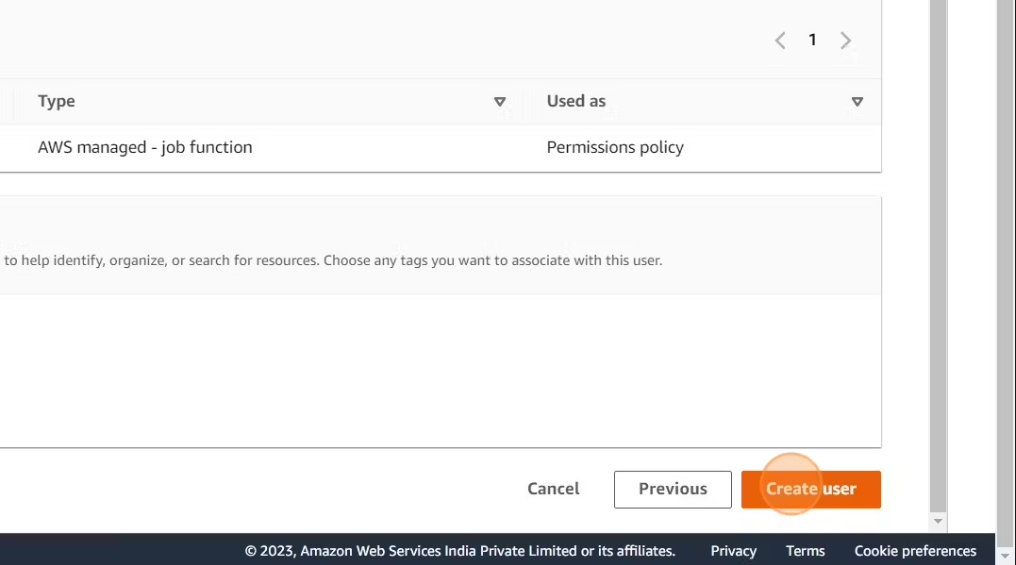 1
Type Used as
AWS managed - job function Permissions policy
to help identify, organize, or search for resources. Choose any tags you want to associate with this user.
Cancel Previous Create user
© 2023, Amazon Web Services India Private Limited or its affiliates. Privacy Terms Cookie preferences